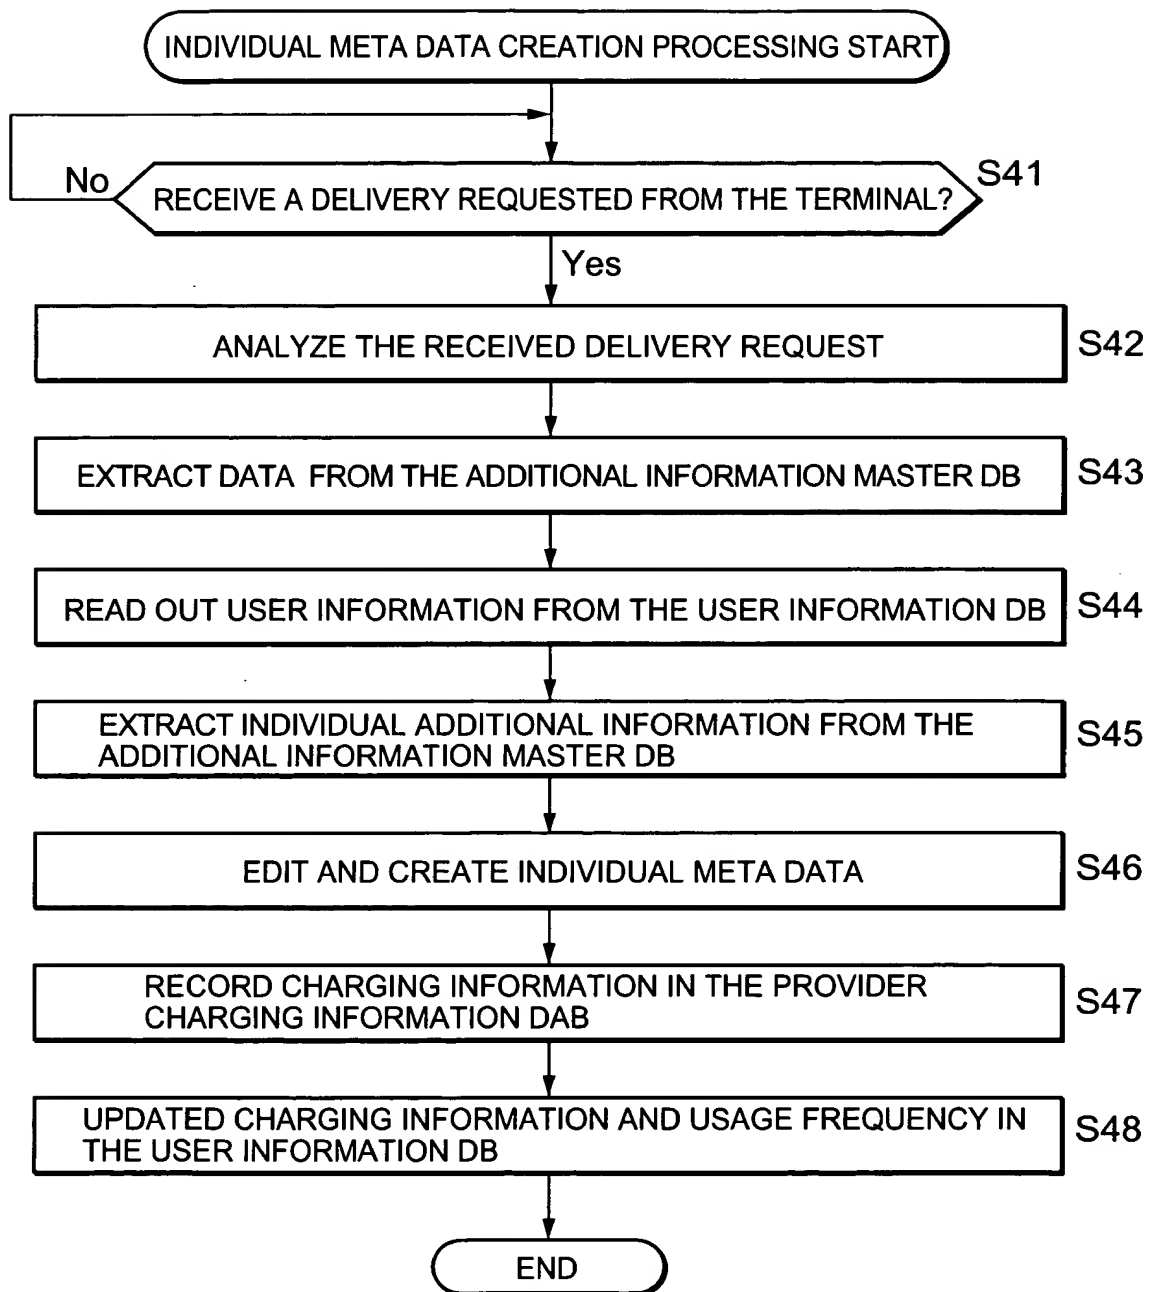 INDIVIDUAL META DATA CREATION PROCESSING START
No
RECEIVE A DELIVERY REQUESTED FROM THE TERMINAL?
S41
Yes
ANALYZE THE RECEIVED DELIVERY REQUEST
S42
EXTRACT DATA FROM THE ADDITIONAL INFORMATION MASTER DB
S43
READ OUT USER INFORMATION FROM THE USER INFORMATION DB
S44
EXTRACT INDIVIDUAL ADDITIONAL INFORMATION FROM THE
ADDITIONAL INFORMATION MASTER DB
S45
EDIT AND CREATE INDIVIDUAL META DATA
S46
RECORD CHARGING INFORMATION IN THE PROVIDER
CHARGING INFORMATION DAB
S47
UPDATED CHARGING INFORMATION AND USAGE FREQUENCY IN
THE USER INFORMATION DB
S48
END